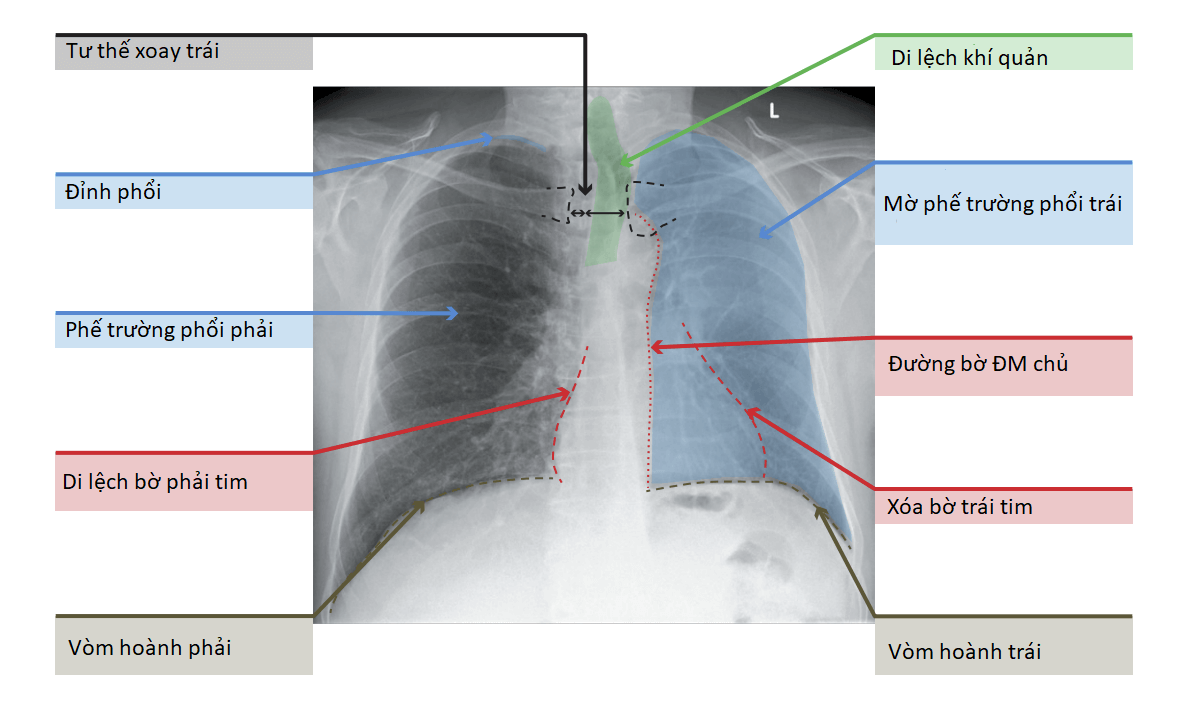 Tư thế xoay trái
Di lệch khí quản
L
Đỉnh phổi
Mờ phế trường phổi trái
Phế trường phổi phải
Đường bờ ĐM chủ
Di lệch bờ phải tim
Xóa bờ trái tim
Vòm hoành phải
Vòm hoành trái